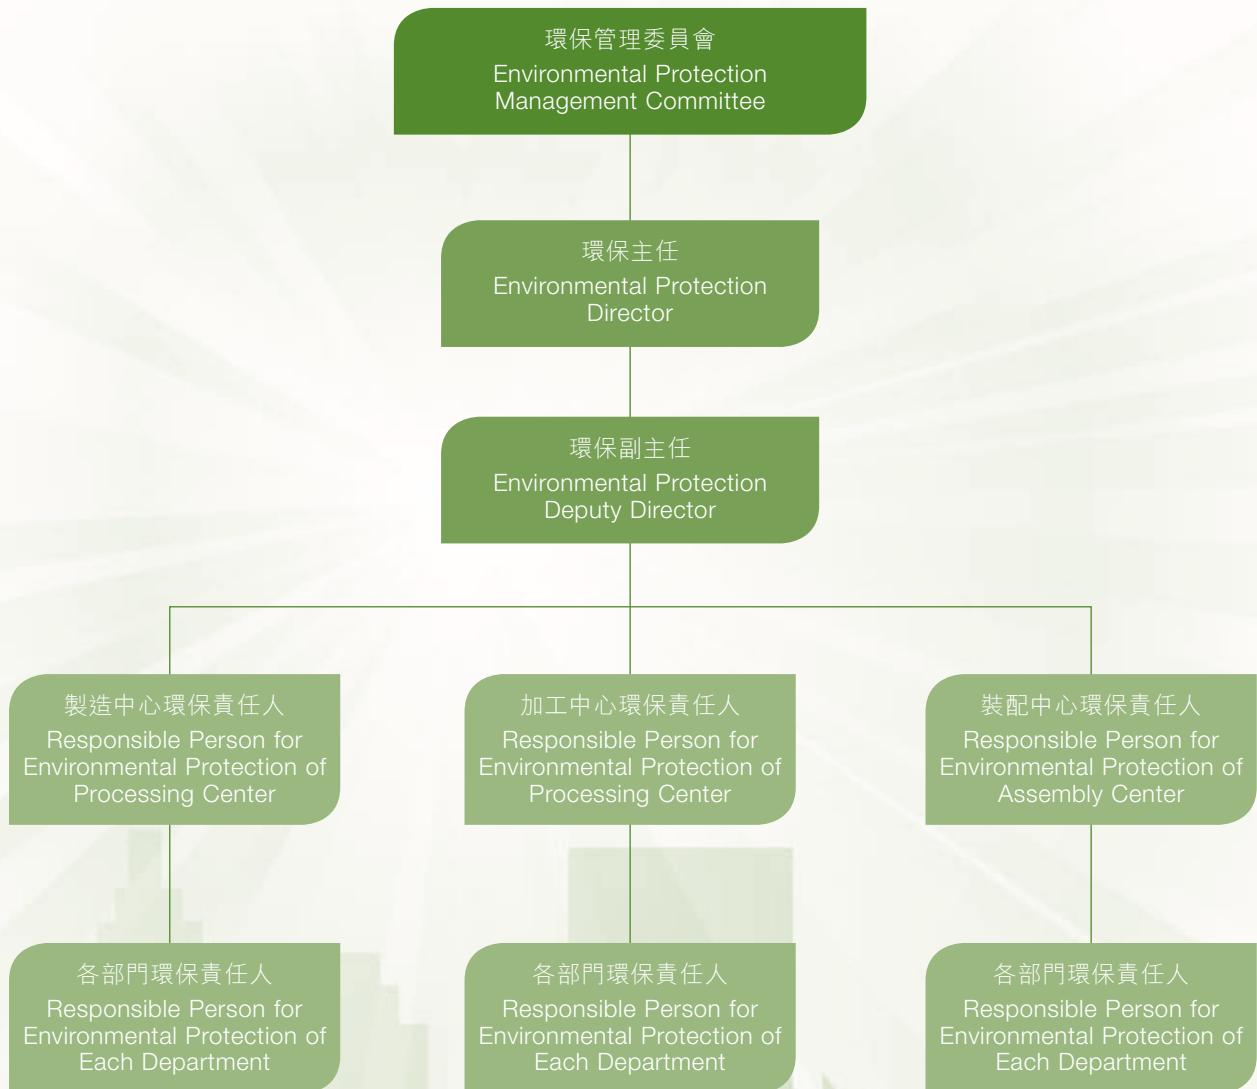 環保管理委員會
Environmental Protection
Management Committee
環保主任
Environmental Protection
Director
環保副主任
Environmental Protection
Deputy Director
製造中心環保責任人
Responsible Person for
Environmental Protection of
Processing Center
加工中心環保責任人
Responsible Person for
Environmental Protection of
Processing Center
裝配中心環保責任人
Responsible Person for
Environmental Protection of
Assembly Center
各部門環保責任人
Responsible Person for
Environmental Protection of
Each Department
各部門環保責任人
Responsible Person for
Environmental Protection of
Each Department
各部門環保責任人
Responsible Person for
Environmental Protection of
Each Department